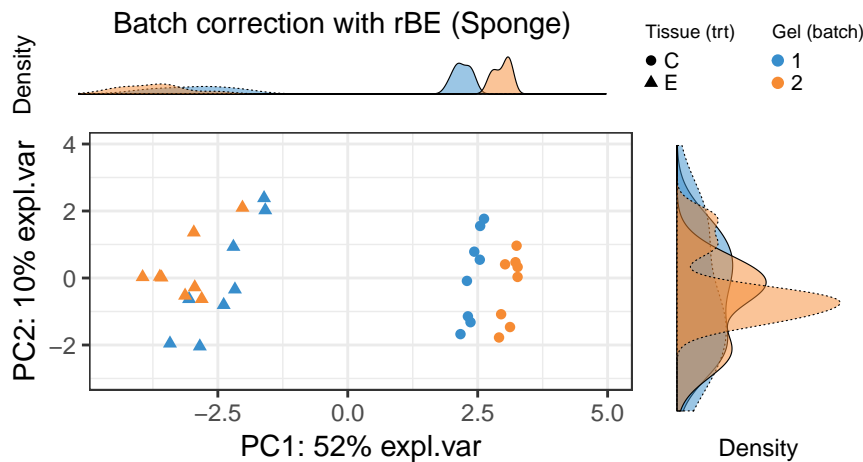 Batch correction with rBE (Sponge)
Tissue (trt)
C
E
Gel (batch)
1
2
Density
4
2
0
−2
PC2: 10% expl.var
−2.5
0.0
2.5
5.0
PC1: 52% expl.var
Density